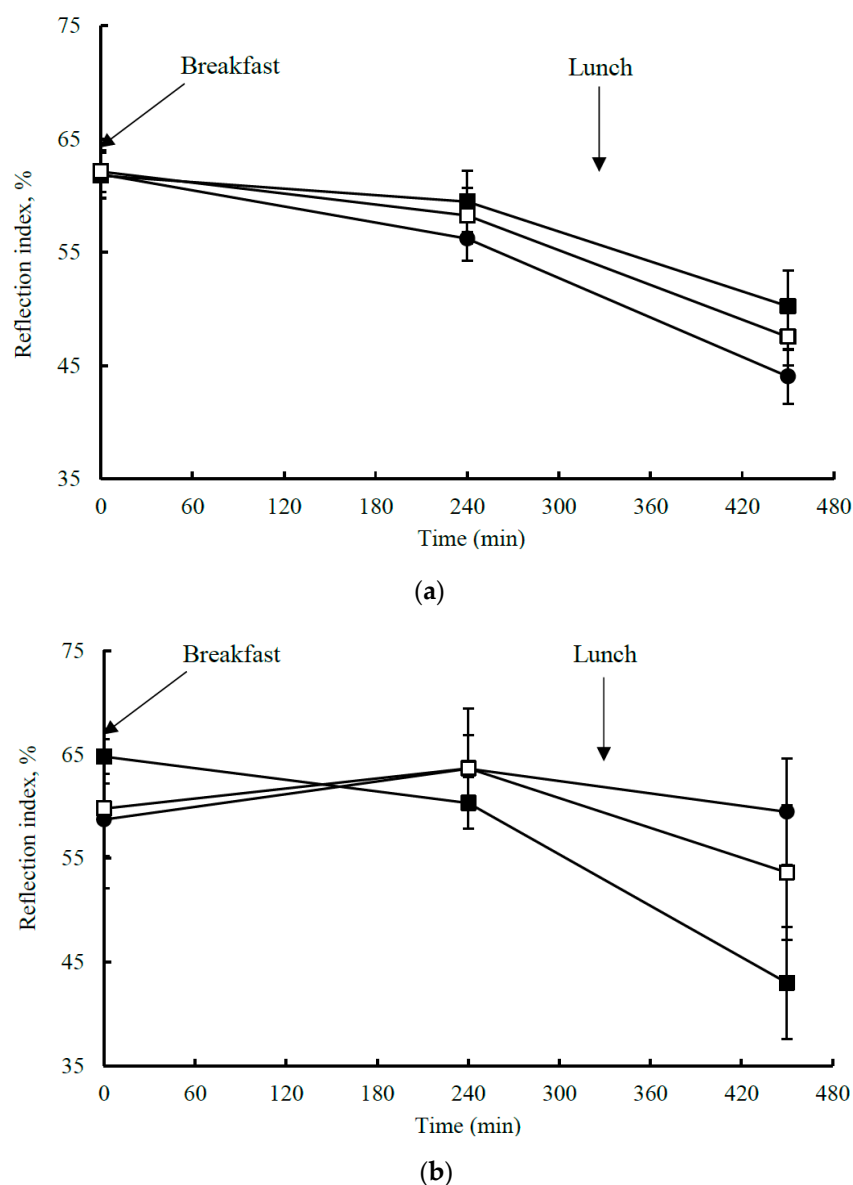 75
Breakfast
Lunch
65
55
45
35
Reflection index, %
0 60 120 180 240 300 360 420 480
Time (min)
(a)
75
Breakfast
Lunch
65
55
45
35
Reflection index, %
0 60 120 180 240 300 360 420 480
Time (min)
(b)